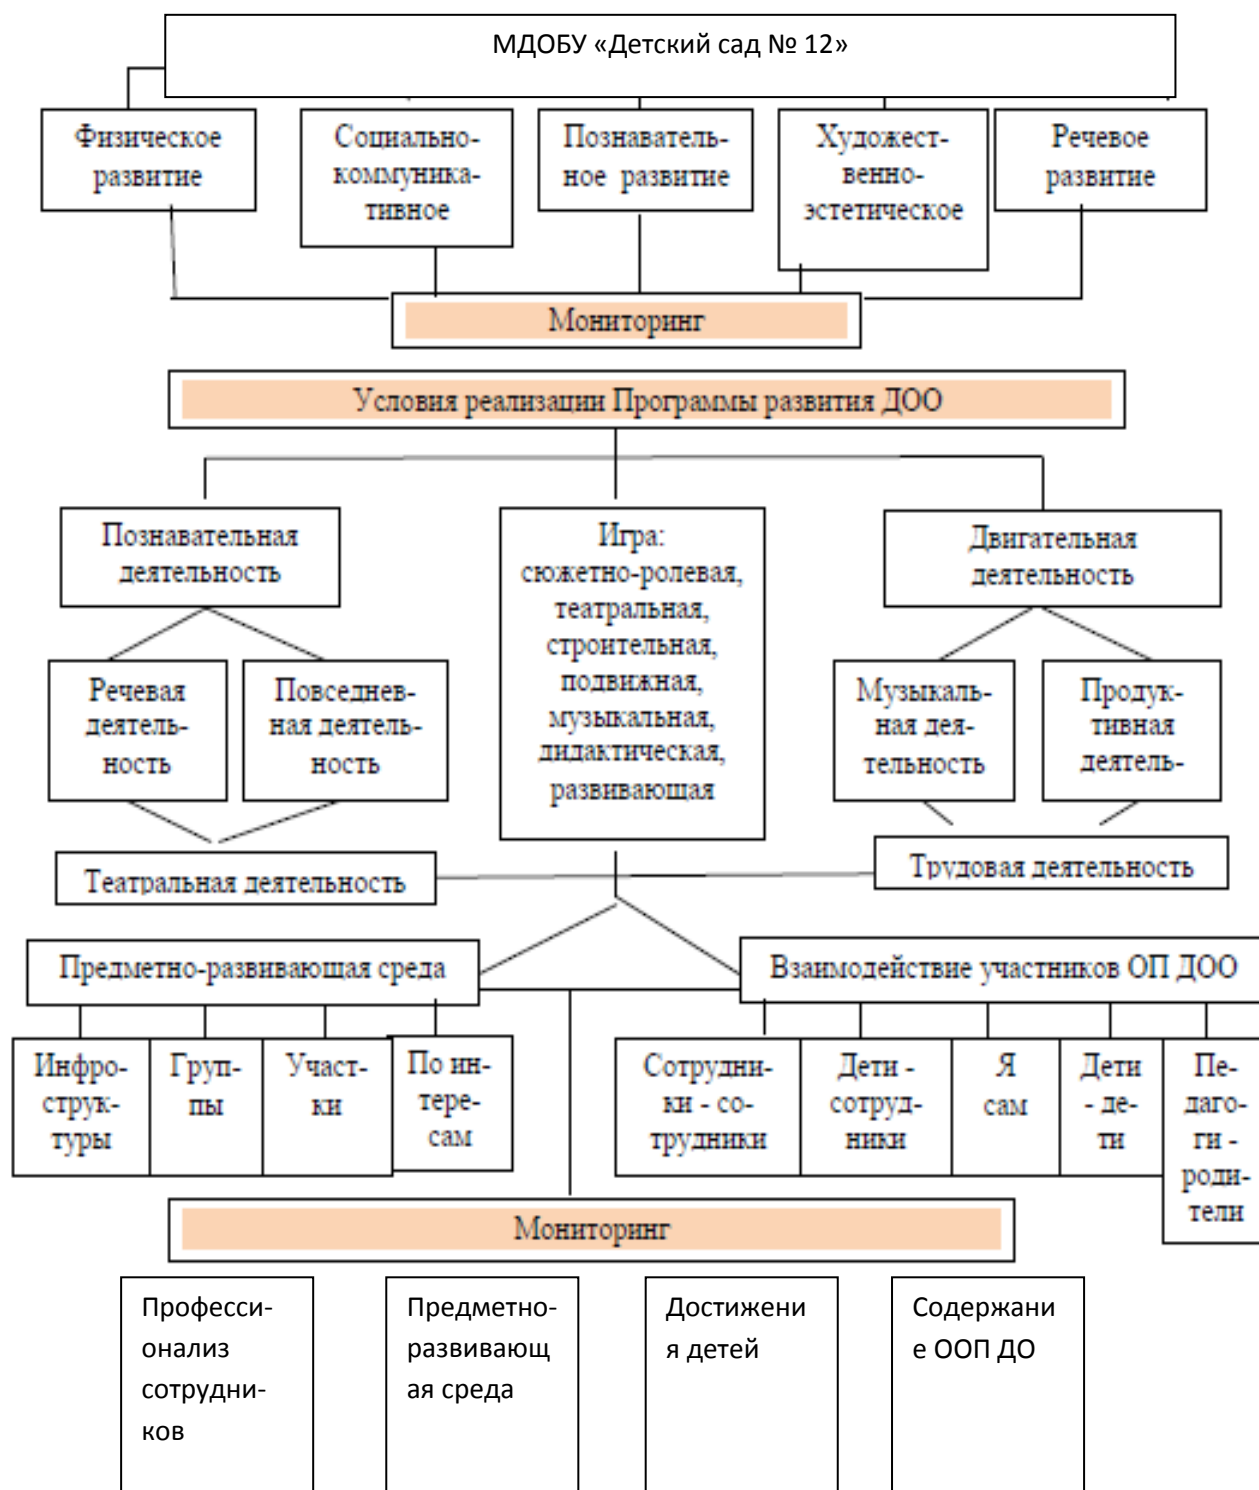 МДОБУ «Детский сад № 12»
Физическое
развитие
Социально-
коммуника-
тивное
Познаватель-
ное развитие
Художест-
венно-
эстетическое
Речевое
развитие
Мониторинг
Условия реализации Программы развития ДОО
Познавательная
деятельность
Игра:
сюжетно-ролевая,
театральная,
строительная,
подвижная,
музыкальная,
дидактическая,
развивающая
Двигательная
деятельность
Речевая
деятель-
ность
Повседнев-
ная деятель-
ность
Музыкаль-
ная дея-
тельность
Продук-
тивная
деятель-
Театральная деятельность
Трудовая деятельность
Предметно-развивающая среда
Взаимодействие участников ОП ДОО
Инфро-
струк-
туры
Груп-
пы
Участ-
ки
По ин-
тере-
сам
Сотрудни-
ки - со-
трудники
Дети -
сотруд-
ники
Я
сам
Дети
- де-
ти
Пе-
даго-
ги -
роди-
тели
Мониторинг
Професси-
онализ
сотрудни-
ков
Предметно-
развивающ
ая среда
Достижени
я детей
Содержани
е ООП ДО